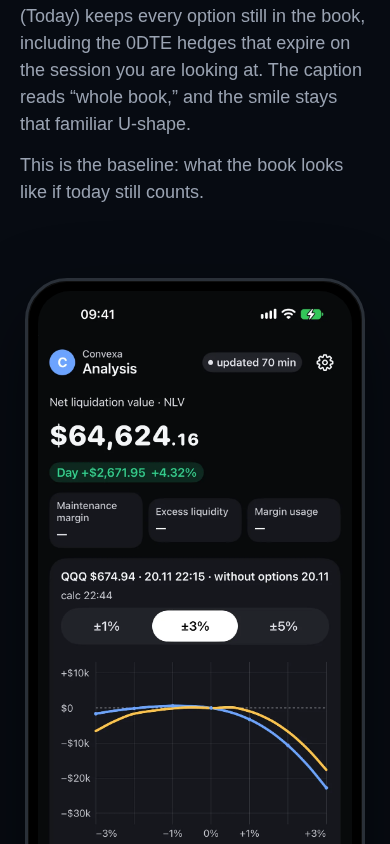 (Today) keeps every option still in the book,
including the 0DTE hedges that expire on
the session you are looking at. The caption
reads “whole book,” and the smile stays
that familiar U-shape.
This is the baseline: what the book looks
like if today still counts.
09:41
C
Convexa
Analysis
updated 70 min
Net liquidation value · NLV
$64,624.16
Day +$2,671.95 +4.32%
Maintenance
margin
—
Excess liquidity
—
Margin usage
—
QQQ $674.94 · 20.11 22:15 · without options 20.11
calc 22:44
±1% ±3% ±5%
+$10k
$0
−$10k
−$20k
−$30k
−3% −1% 0% +1% +3%